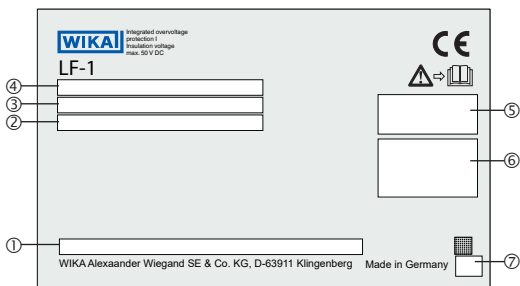 WIKA
Integrated overvoltage
protection I
Insulation voltage
max. 50 V DC
CE
LF-1
④
③
②
⑤
⑥
①
WIKA Alexaander Wiegand SE & Co. KG, D-63911 Klingenberg Made in Germany
⑦